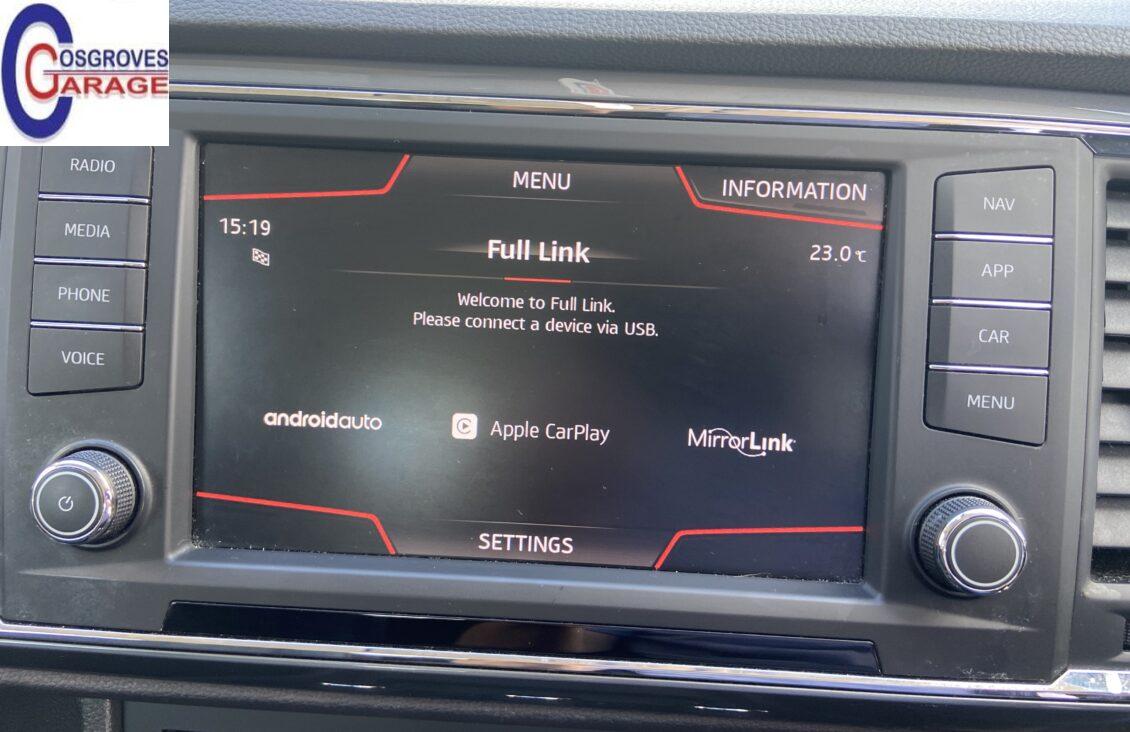 COSGROVES
GARAGE
RADIO
MEDIA
PHONE
VOICE
MENU
INFORMATION
15:19
23.0°C
Full Link
Welcome to Full Link.
Please connect a device via USB.
androidauto
Apple CarPlay
MirrorLink
SETTINGS
NAV
APP
CAR
MENU